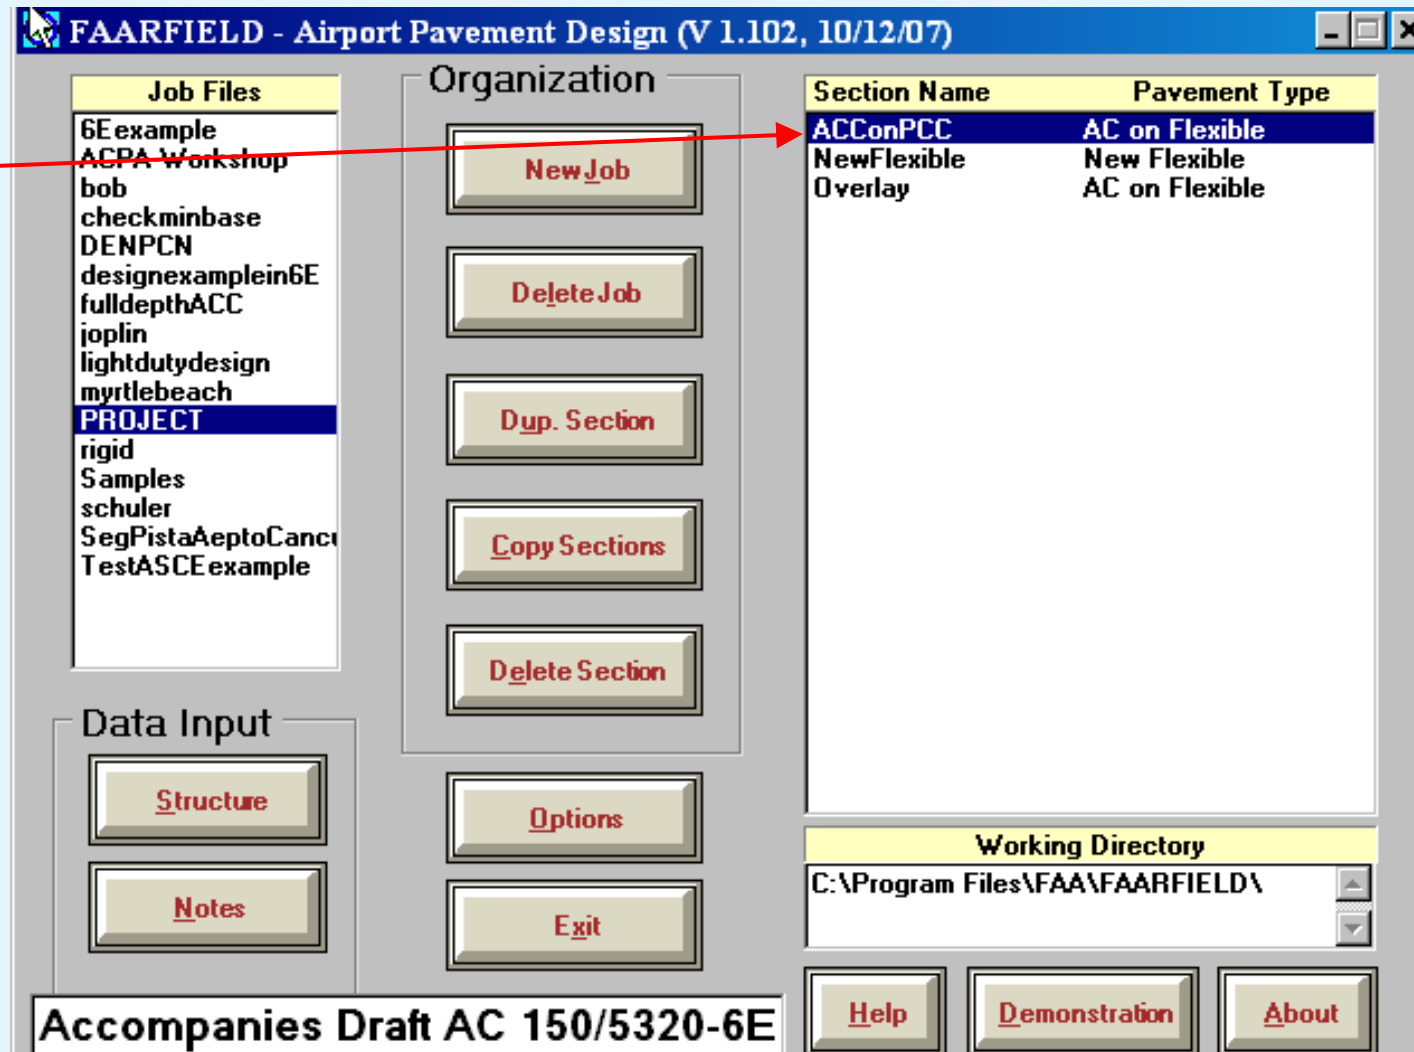 FAARFIELD - Airport Pavement Design (V 1.102, 10/12/07)
Job Files
6Eexample
ACPA Workshop
bob
checkminbase
DENPCN
designexamplein6E
fulldepthACC
joplin
lightdutydesign
myrtlebeach
PROJECT
rigid
Samples
schuler
SegPistaAeptoCancu
TestASCEexample
Data Input
Structure
Notes
Organization
New Job
Delete Job
Dup. Section
Copy Sections
Delete Section
Options
Exit
Section Name Pavement Type
ACConPCC AC on Flexible
NewFlexible New Flexible
Overlay AC on Flexible
Working Directory
C:\Program Files\FAA\FAARFIELD\
Help
Demonstration
About
Accompanies Draft AC 150/5320-6E